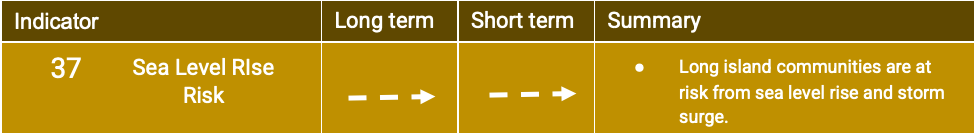 Indicator
Long term
Short term
Summary
37
Sea Level RIse
Risk
● Long island communities are at
risk from sea level rise and storm
surge.